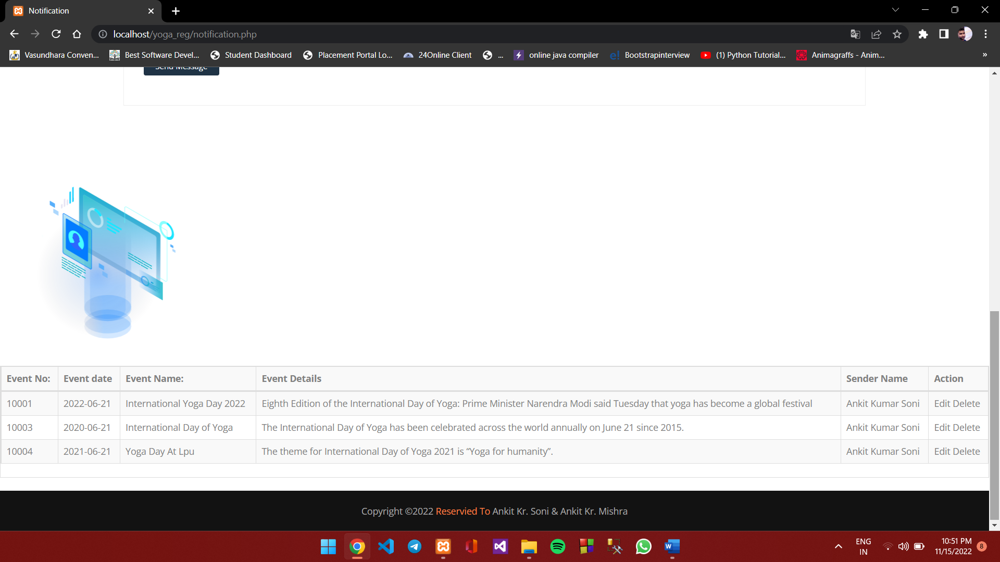 Notification
localhost/yoga_reg/notification.php
Vasundhara Conven... Best Software Devel... Student Dashboard Placement Portal Lo... 24Online Client ... online java compiler e! Bootstrapinterview (1) Python Tutorial... Animagraffs - Anim... »
Send Message
Event No: Event date Event Name: Event Details Sender Name Action
10001 2022-06-21 International Yoga Day 2022 Eighth Edition of the International Day of Yoga: Prime Minister Narendra Modi said Tuesday that yoga has become a global festival Ankit Kumar Soni Edit Delete
10003 2020-06-21 International Day of Yoga The International Day of Yoga has been celebrated across the world annually on June 21 since 2015. Ankit Kumar Soni Edit Delete
10004 2021-06-21 Yoga Day At Lpu The theme for International Day of Yoga 2021 is “Yoga for humanity”. Ankit Kumar Soni Edit Delete
Copyright ©2022 Reservied To Ankit Kr. Soni & Ankit Kr. Mishra
ENG
IN
10:51 PM
11/15/2022
8